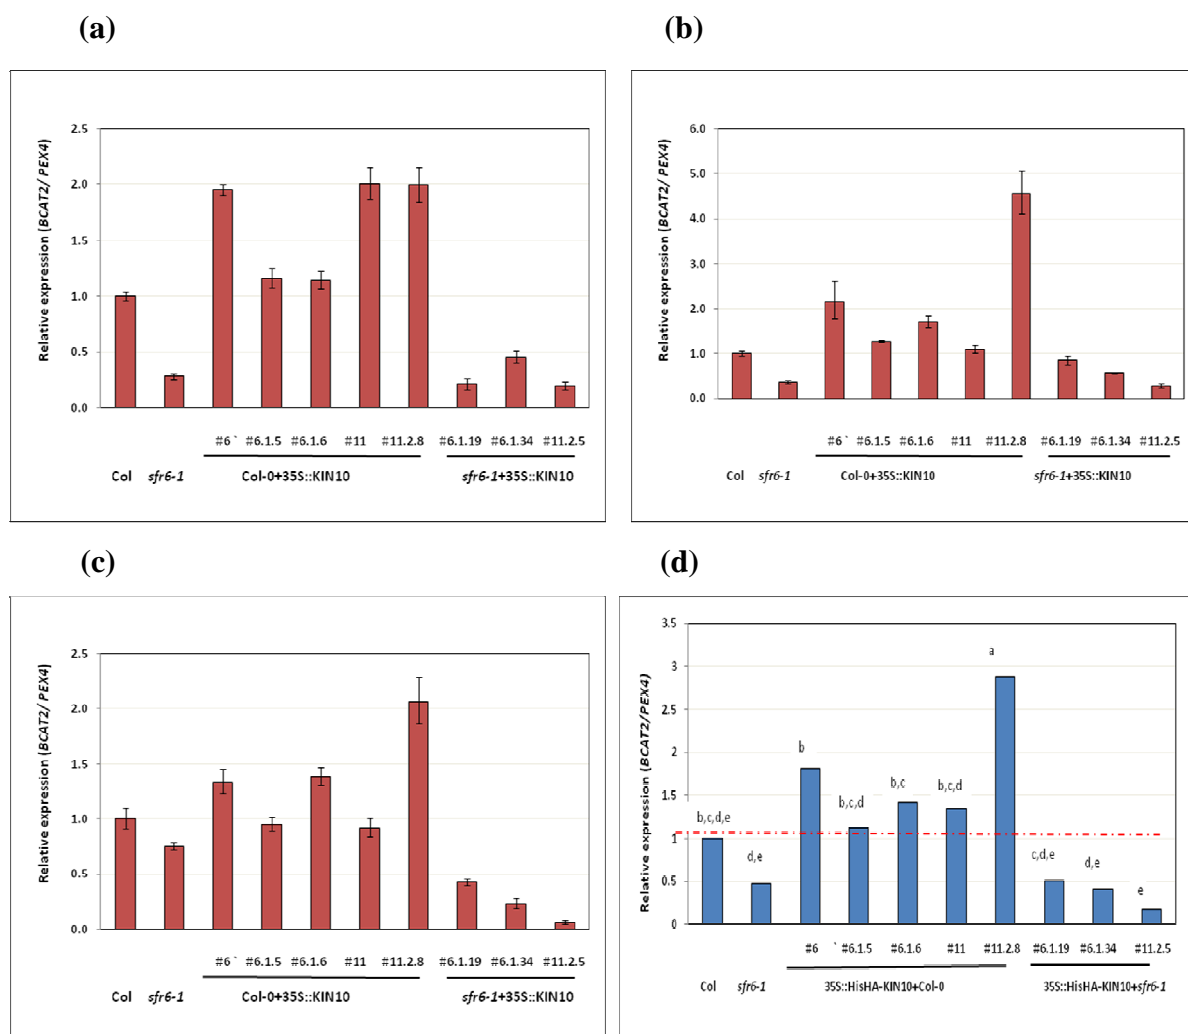 (a)
Relative expression (BCAT2/ PEX4)
2.5
2.0
1.5
1.0
0.5
0.0
#6 ` #6.1.5 #6.1.6 #11 #11.2.8 #6.1.19 #6.1.34 #11.2.5
Col sfr6-1 Col-0+35S::KIN10 sfr6-1+35S::KIN10
(b)
Relative expression (BCAT2/ PEX4)
6.0
5.0
4.0
3.0
2.0
1.0
0.0
#6 ` #6.1.5 #6.1.6 #11 #11.2.8 #6.1.19 #6.1.34 #11.2.5
Col sfr6-1 Col-0+35S::KIN10 sfr6-1+35S::KIN10
(c)
Relative expression (BCAT2/ PEX4)
2.5
2.0
1.5
1.0
0.5
0.0
#6 ` #6.1.5 #6.1.6 #11 #11.2.8 #6.1.19 #6.1.34 #11.2.5
Col sfr6-1 Col-0+35S::KIN10 sfr6-1+35S::KIN10
(d)
Relative expression (BCAT2/PEX4)
3.5
3
2.5
2
1.5
1
0.5
0
b,c,d,e d,e b b,c,d b,c b,c,d a c,d,e d,e e
#6 ` #6.1.5 #6.1.6 #11 #11.2.8 #6.1.19 #6.1.34 #11.2.5
Col sfr6-1 35S::HisHA-KIN10+Col-0 35S::HisHA-KIN10+sfr6-1